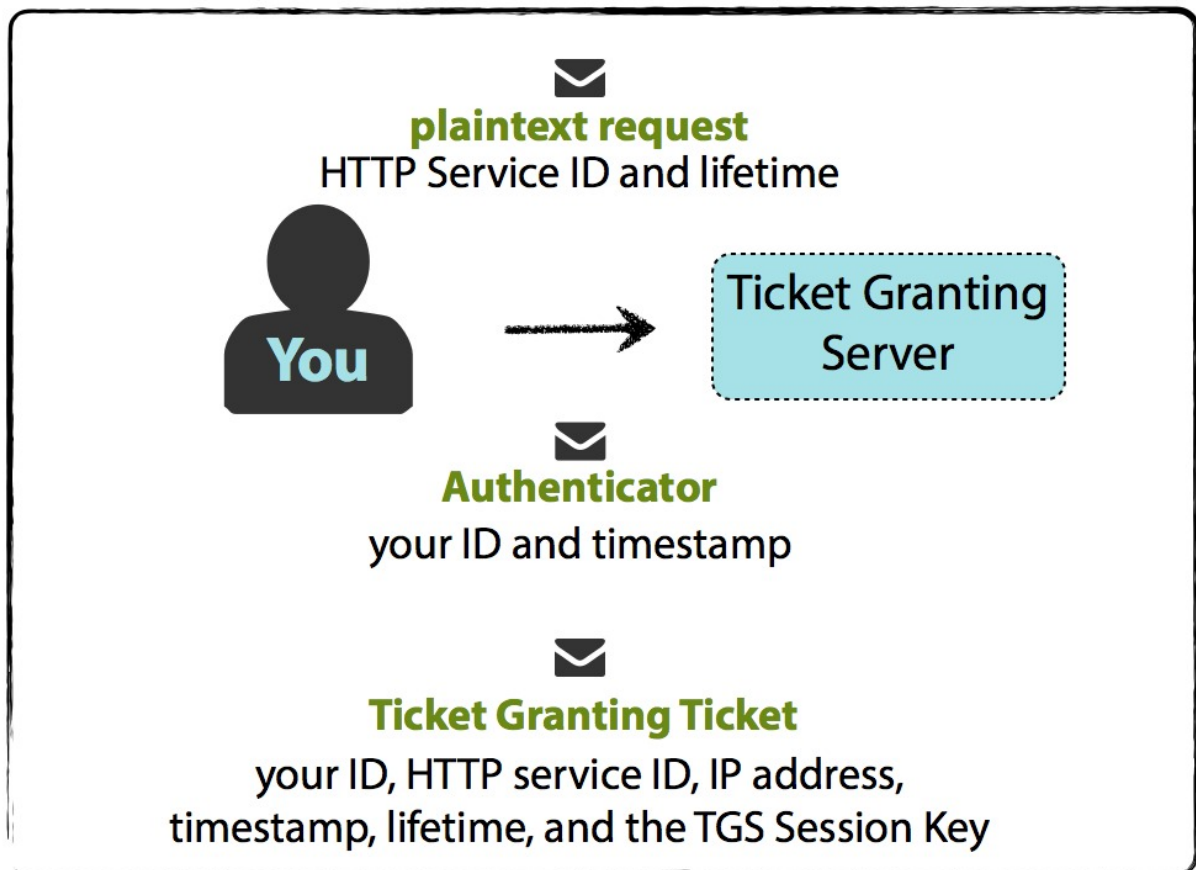 plaintext request
HTTP Service ID and lifetime
You
Ticket Granting
Server
Authenticator
your ID and timestamp
Ticket Granting Ticket
your ID, HTTP service ID, IP address,
timestamp, lifetime, and the TGS Session Key